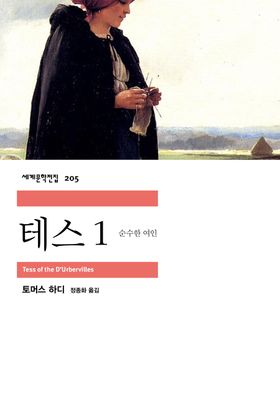 세계문학전집 205
테스 1 순수한 여인
Tess of the D'Urbervilles
토머스 하디
정종화 옮김